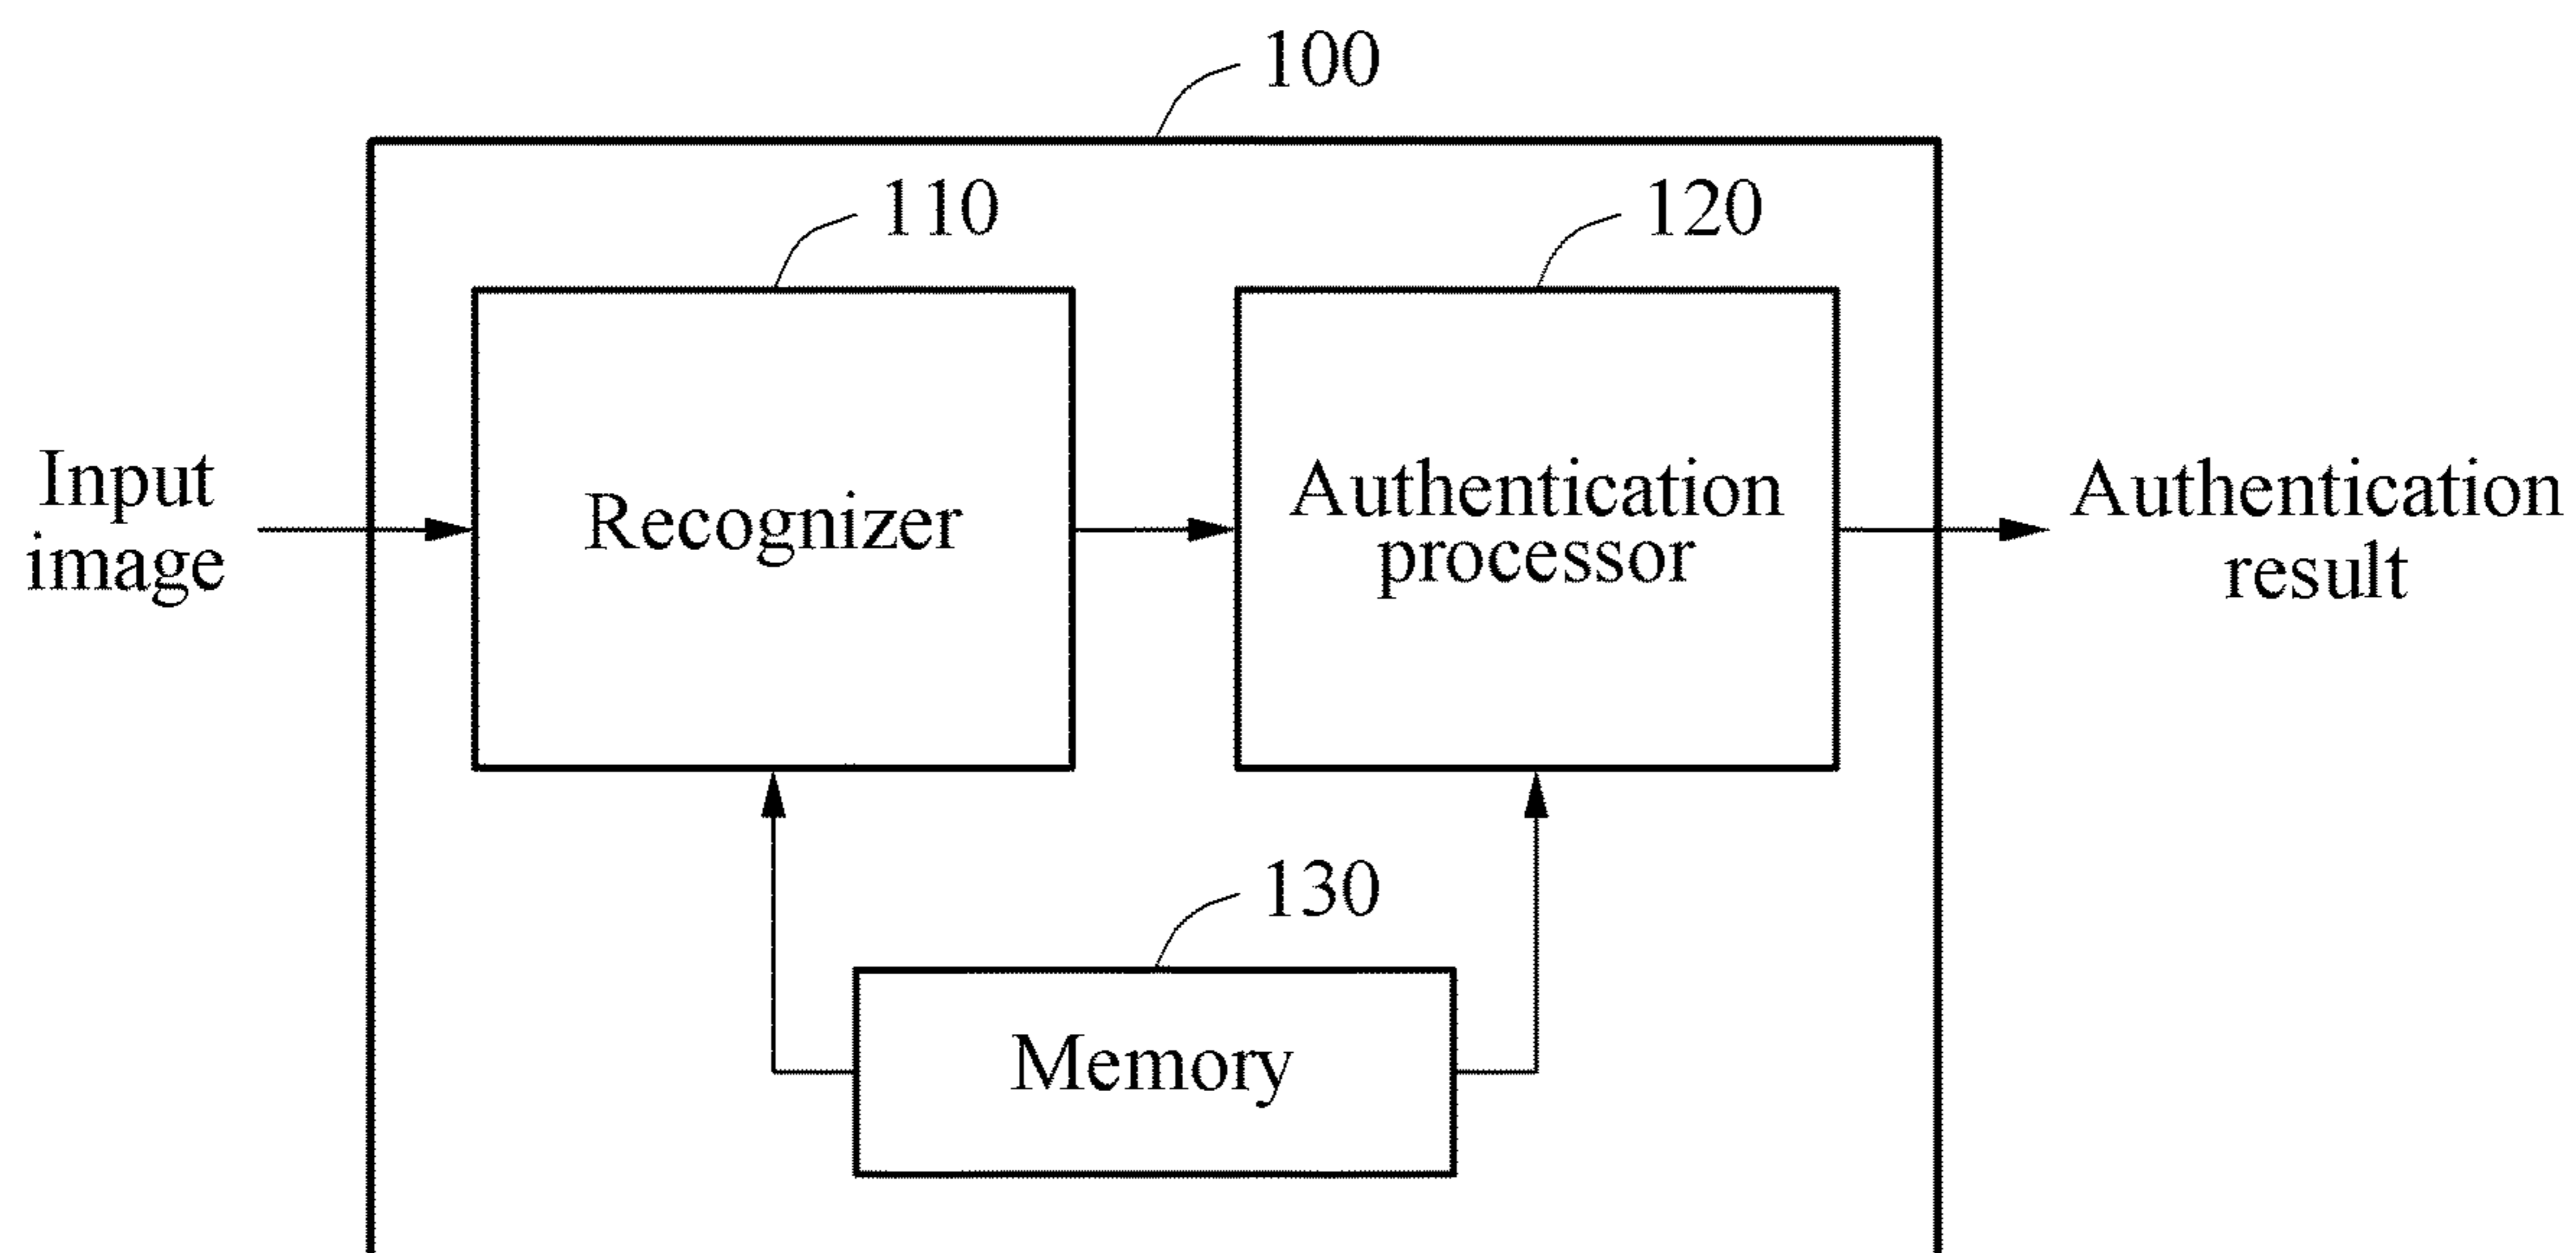 100
110
120
Input
image
Recognizer
Authentication
processor
Authentication
result
130
Memory